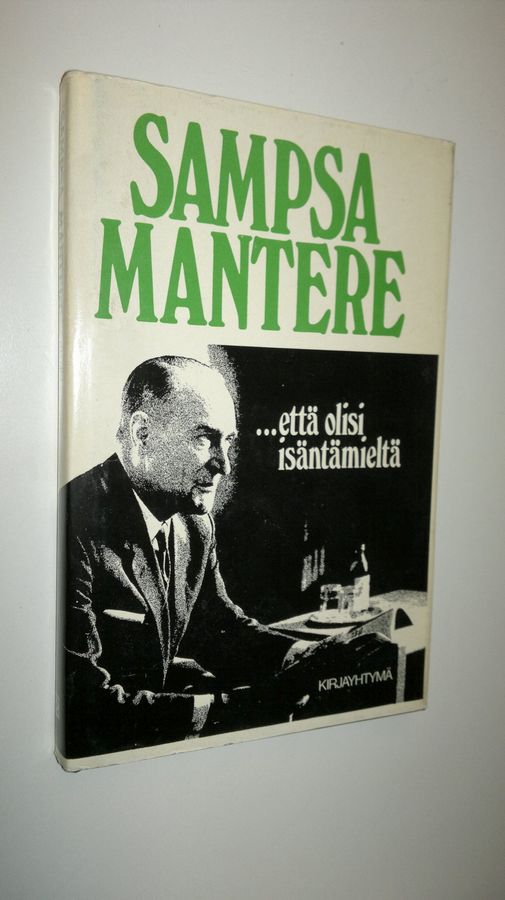 SAMPSA
MANTERE
...että olisi
isäntämieltä
KIRJAYHTYMÄ